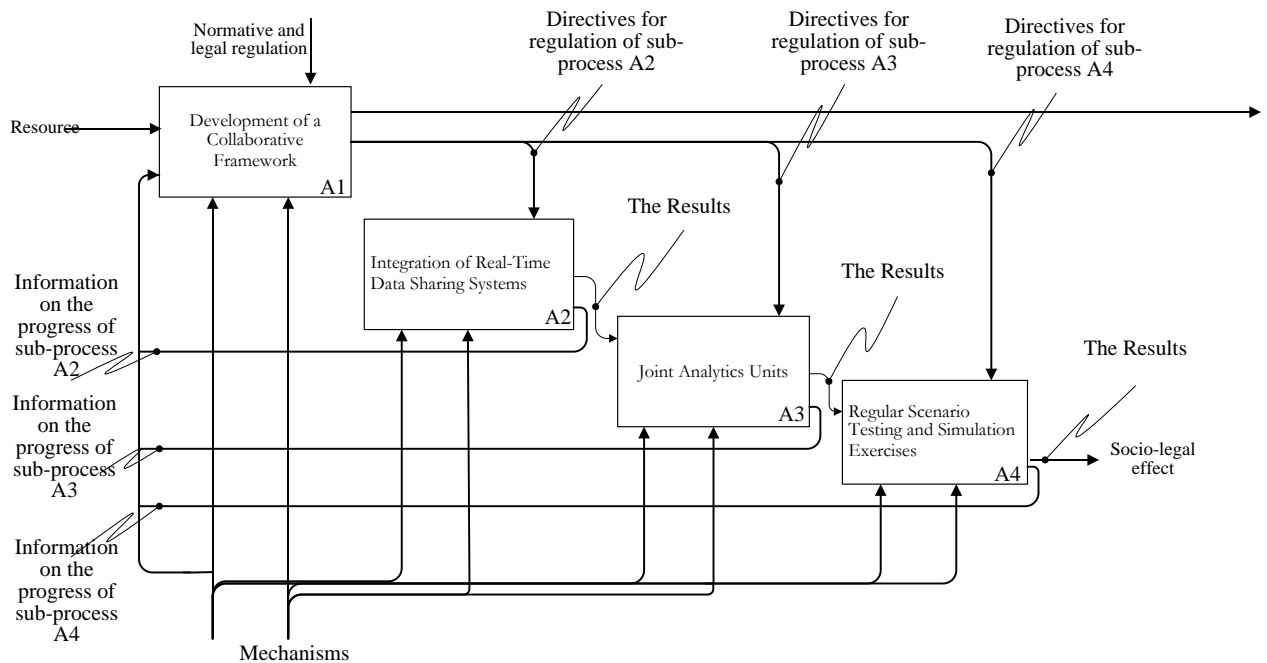 Normative and
legal regulation
Directives for
regulation of sub-
process A2
Directives for
regulation of sub-
process A3
Directives for
regulation of sub-
process A4
Resource
Development of a
Collaborative
Framework
A1
The Results
Integration of Real-Time
Data Sharing Systems
A2
The Results
Information
on the
progress of
sub-process
A2
Joint Analytics Units
A3
The Results
Regular Scenario
Testing and Simulation
Exercises
A4
Information
on the
progress of
sub-process
A3
Socio-legal
effect
Information
on the
progress of
sub-process
A4
Mechanisms